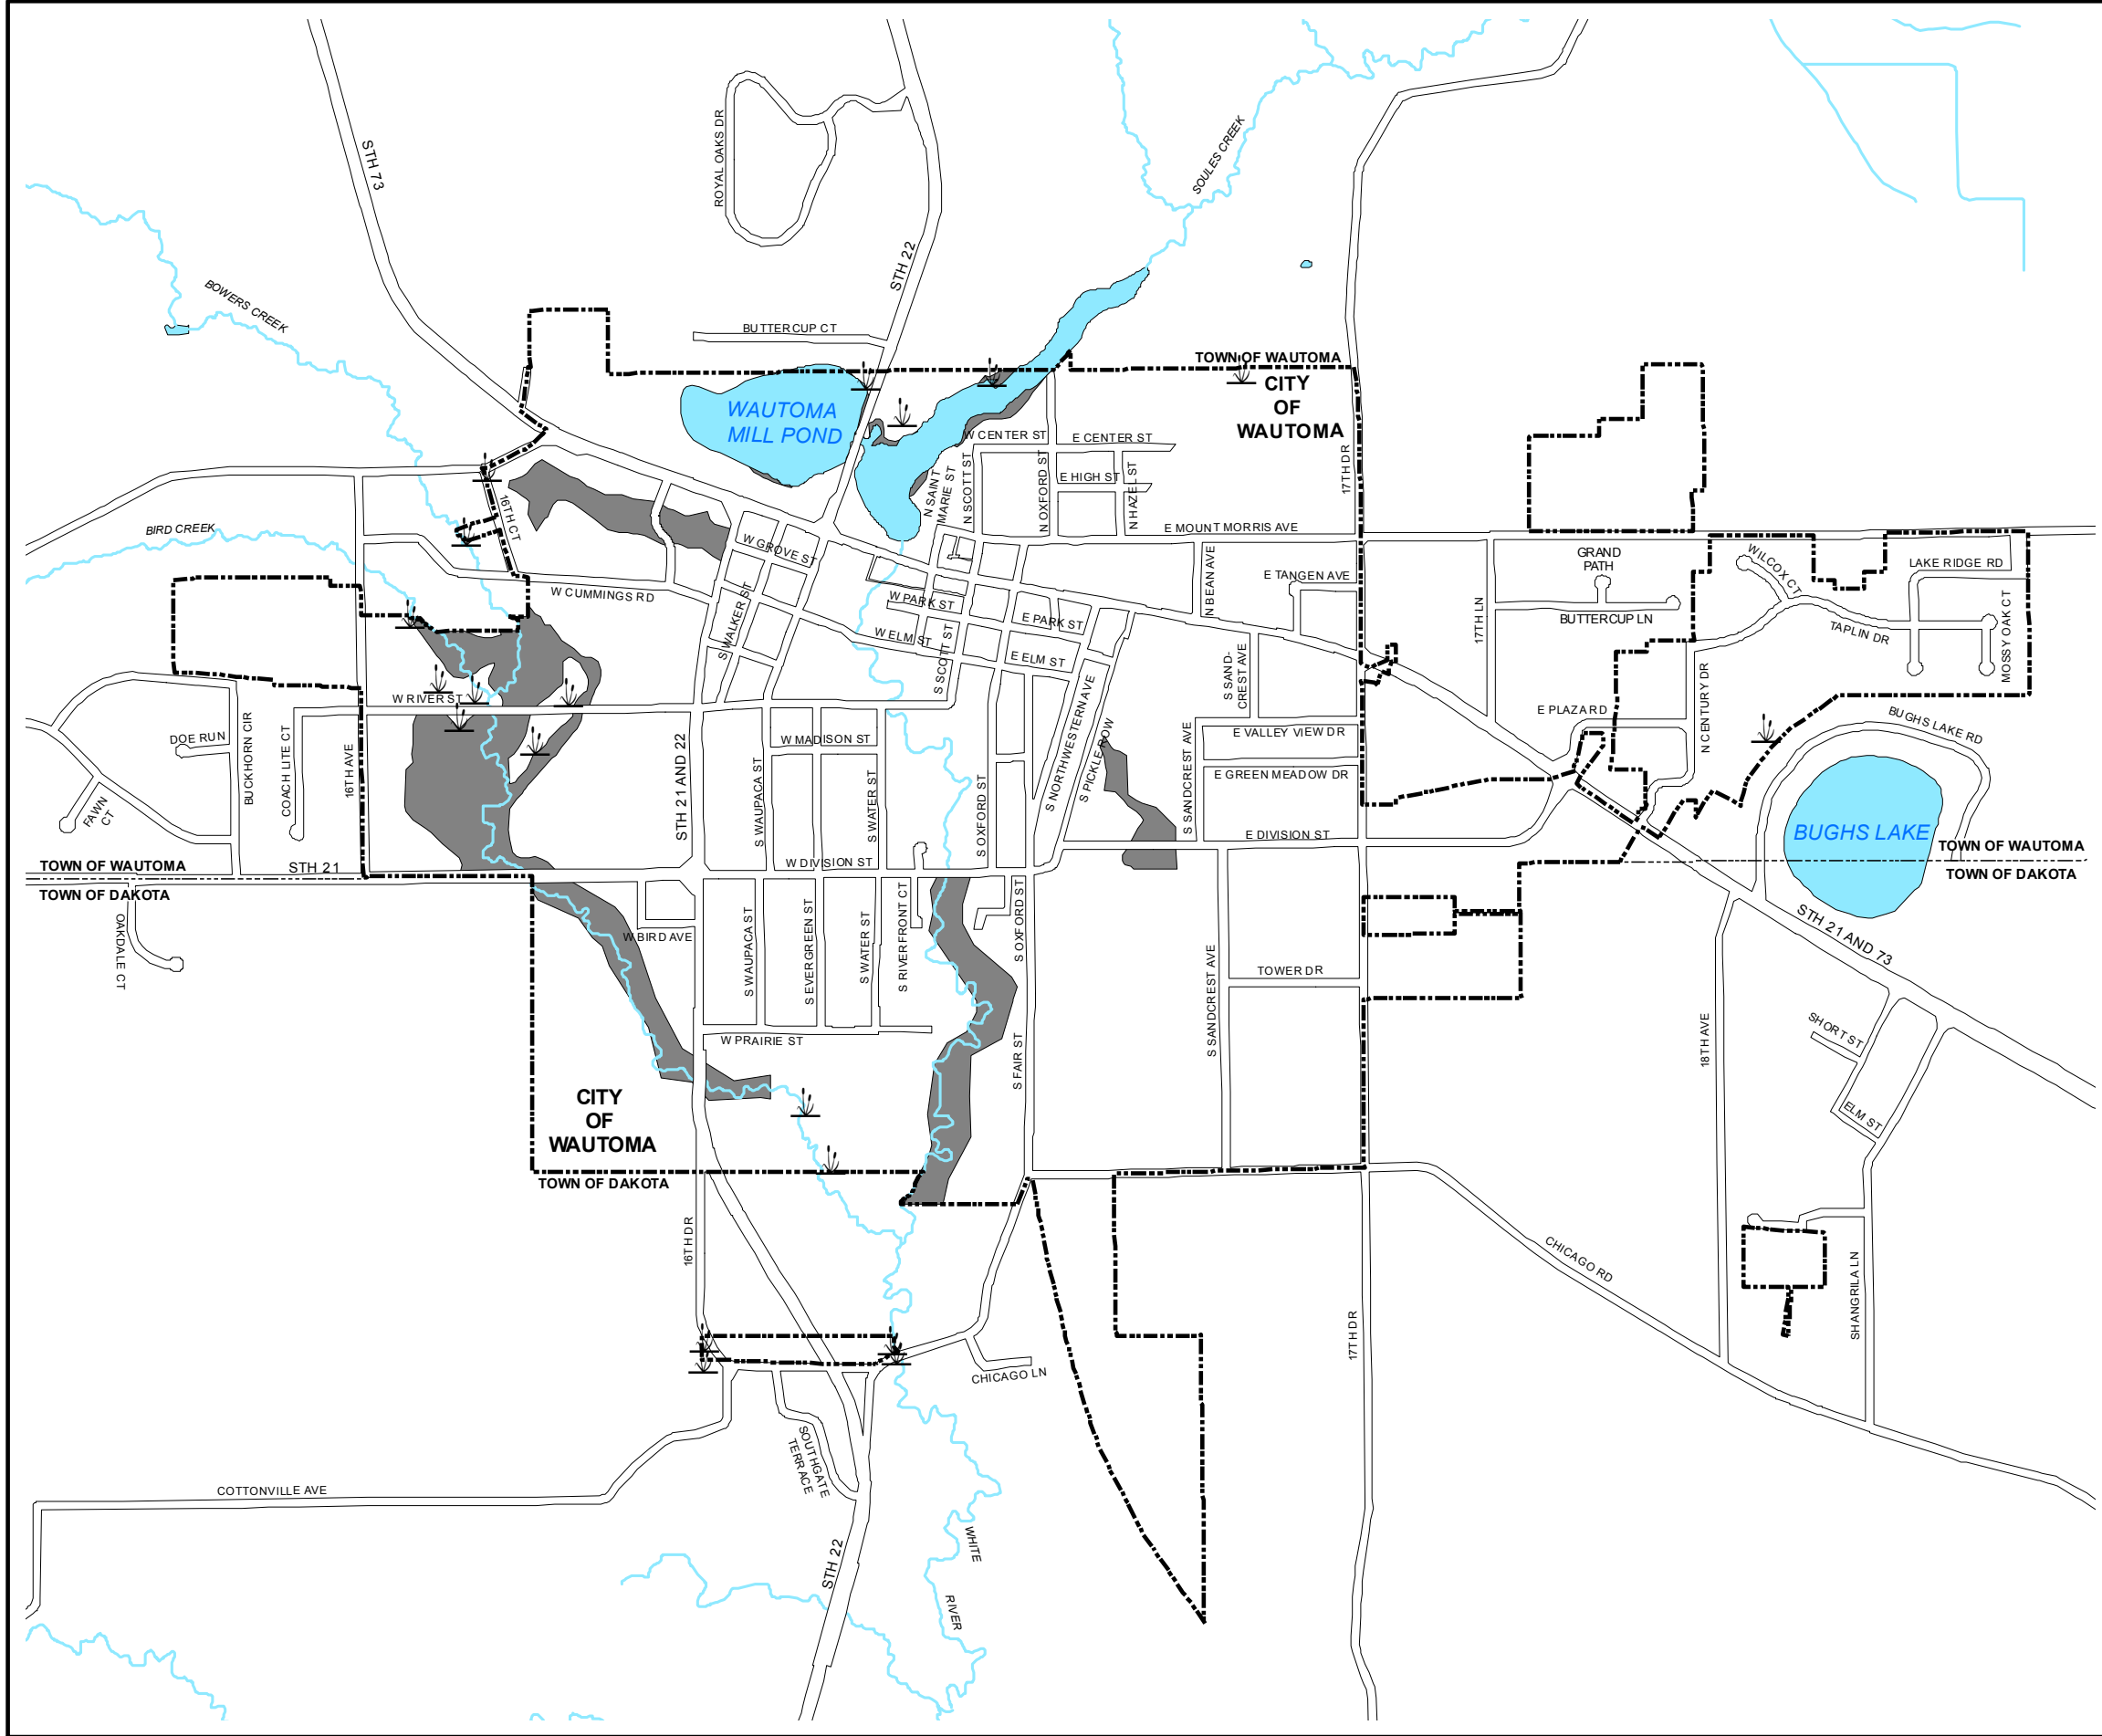 STH 73
ROYAL OAKS DR
SOULES CREEK
STH 22
BOWERS CREEK
BUTTERCUP CT
TOWN OF WAUTOMA
CITY
OF
WAUTOMA
WAUTOMA
MILL POND
W CENTER ST
E CENTER ST
E HIGH ST
N SAINT
MARIE ST
N SCOTT ST
N OXFORD ST
N HAZEL ST
17TH DR
16TH CT
BIRD CREEK
E MOUNT MORRIS AVE
W GROVE ST
GRAND
PATH
WILCOX CT
LAKE RIDGE RD
N BEAN AVE
E TANGEN AVE
W CUMMINGS RD
W PARK ST
E PARK ST
BUTTERCUP LN
17TH LN
TAPLIN DR
MOSSY OAK CT
S WALKER ST
W ELM ST
S SCOTT ST
E ELM ST
S SAND-
CREST AVE
W RIVER ST
N CENTURY DR
E PLAZA RD
BUGHS LAKE RD
DOE RUN
BUCKHORN CIR
COACH LITE CT
16TH AVE
STH 21 AND 22
W MADISON ST
S WAUPACA ST
S WATER ST
S OXFORD ST
S NORTHWESTERN AVE
S PICKLE ROW
S SANDCREST AVE
E VALLEY VIEW DR
E GREEN MEADOW DR
FAWN
CT
E DIVISION ST
BUGHS LAKE
TOWN OF WAUTOMA
STH 21
W DIVISION ST
TOWN OF WAUTOMA
TOWN OF DAKOTA
TOWN OF DAKOTA
OAKDALE CT
W BIRD AVE
S WAUPACA ST
S EVERGREEN ST
S WATER ST
S RIVERFRONT CT
S OXFORD ST
STH 21 AND 73
TOWER DR
S SANDCREST AVE
W PRAIRIE ST
S FAIR ST
18TH AVE
SHORT ST
ELM ST
CITY
OF
WAUTOMA
TOWN OF DAKOTA
16TH DR
CHICAGO RD
SHANGRILA LN
17TH DR
CHICAGO LN
SOUTHGATE
TERRACE
COTTONVILLE AVE
STH 22
WHITE
RIVER